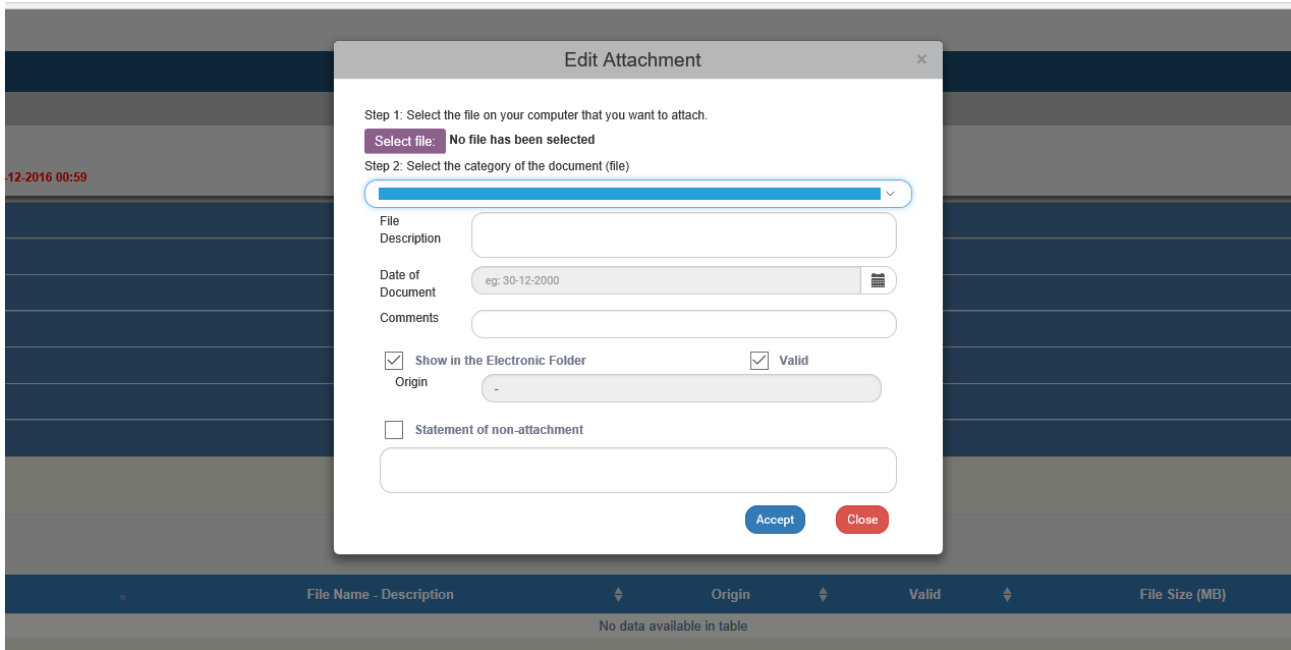 Edit Attachment
×
Step 1: Select the file on your computer that you want to attach.
Select file: No file has been selected
Step 2: Select the category of the document (file)
-12-2016 00:59
File
Description
Date of
Document
eg: 30-12-2000
Comments
Show in the Electronic Folder
Valid
Origin
-
Statement of non-attachment
Accept
Close
File Name - Description
Origin
Valid
File Size (MB)
No data available in table